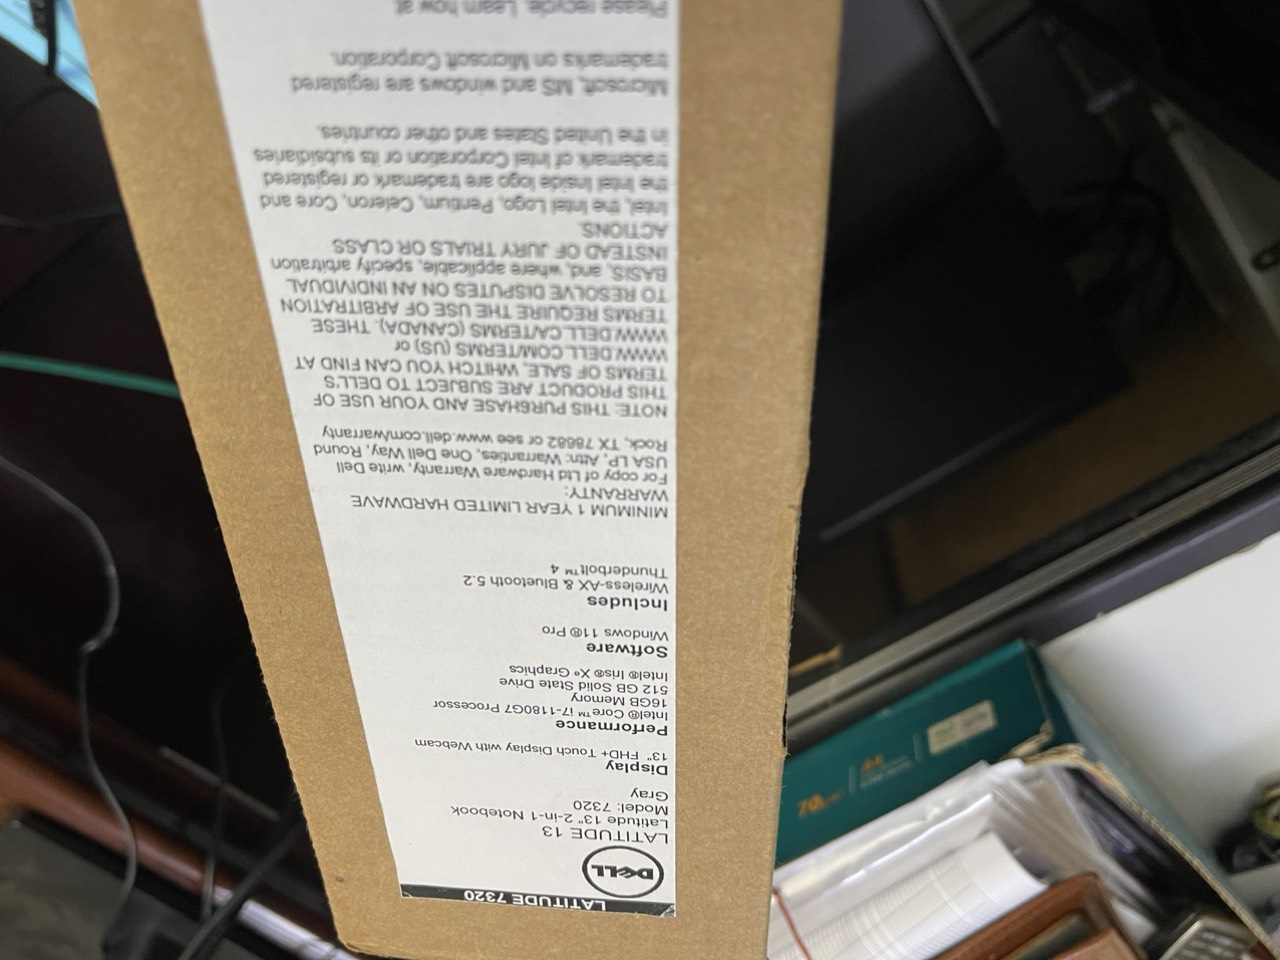 LATITUDE 7320
DELL
LATITUDE 13
Latitude 13" 2-in-1 Notebook
Model: 7320
Gray
Display
13" FHD+ Touch Display with Webcam
Performance
Intel® Core™ i7-1180G7 Processor
16GB Memory
512 GB Solid State Drive
Intel® Iris® Xᵉ Graphics
Software
Windows 11® Pro
Includes
Wireless-AX & Bluetooth 5.2
Thunderbolt™ 4
MINIMUM 1 YEAR LIMITED HARDWAVE
WARRANTY:
For copy of Ltd Hardware Warranty, write Dell
USA LP, Attn: Warranties, One Dell Way, Round
Rock, TX 78682 or see www.dell.com/warranty
NOTE: THIS PUR6HASE AND YOUR USE OF
THIS PRODUCT ARE SUBJECT TO DELL'S
TERMS OF SALE, WHITCH YOU CAN FIND AT
WWW.DELL.COM/TERMS (US) or
WWW.DELL.CA/TERMS (CANADA). THESE
TERMS REQUIRE THE USE OF ARBITRATION
TO RESOLVE DISPUTES ON AN INDIVIDUAL
BASIS, and, where applicable, specify arbitration
INSTEAD OF JURY TRIALS OR CLASS
ACTIONS.
Intel, the Intel Logo, Pentium, Celeron, Core and
the Intel Inside logo are trademark or registered
trademark of Intel Corporation or its subsidiaries
in the United States and other countries.
Microsoft, MS and windows are registered
trademarks on Microsoft Corporation.
Please recycle. Learn how at